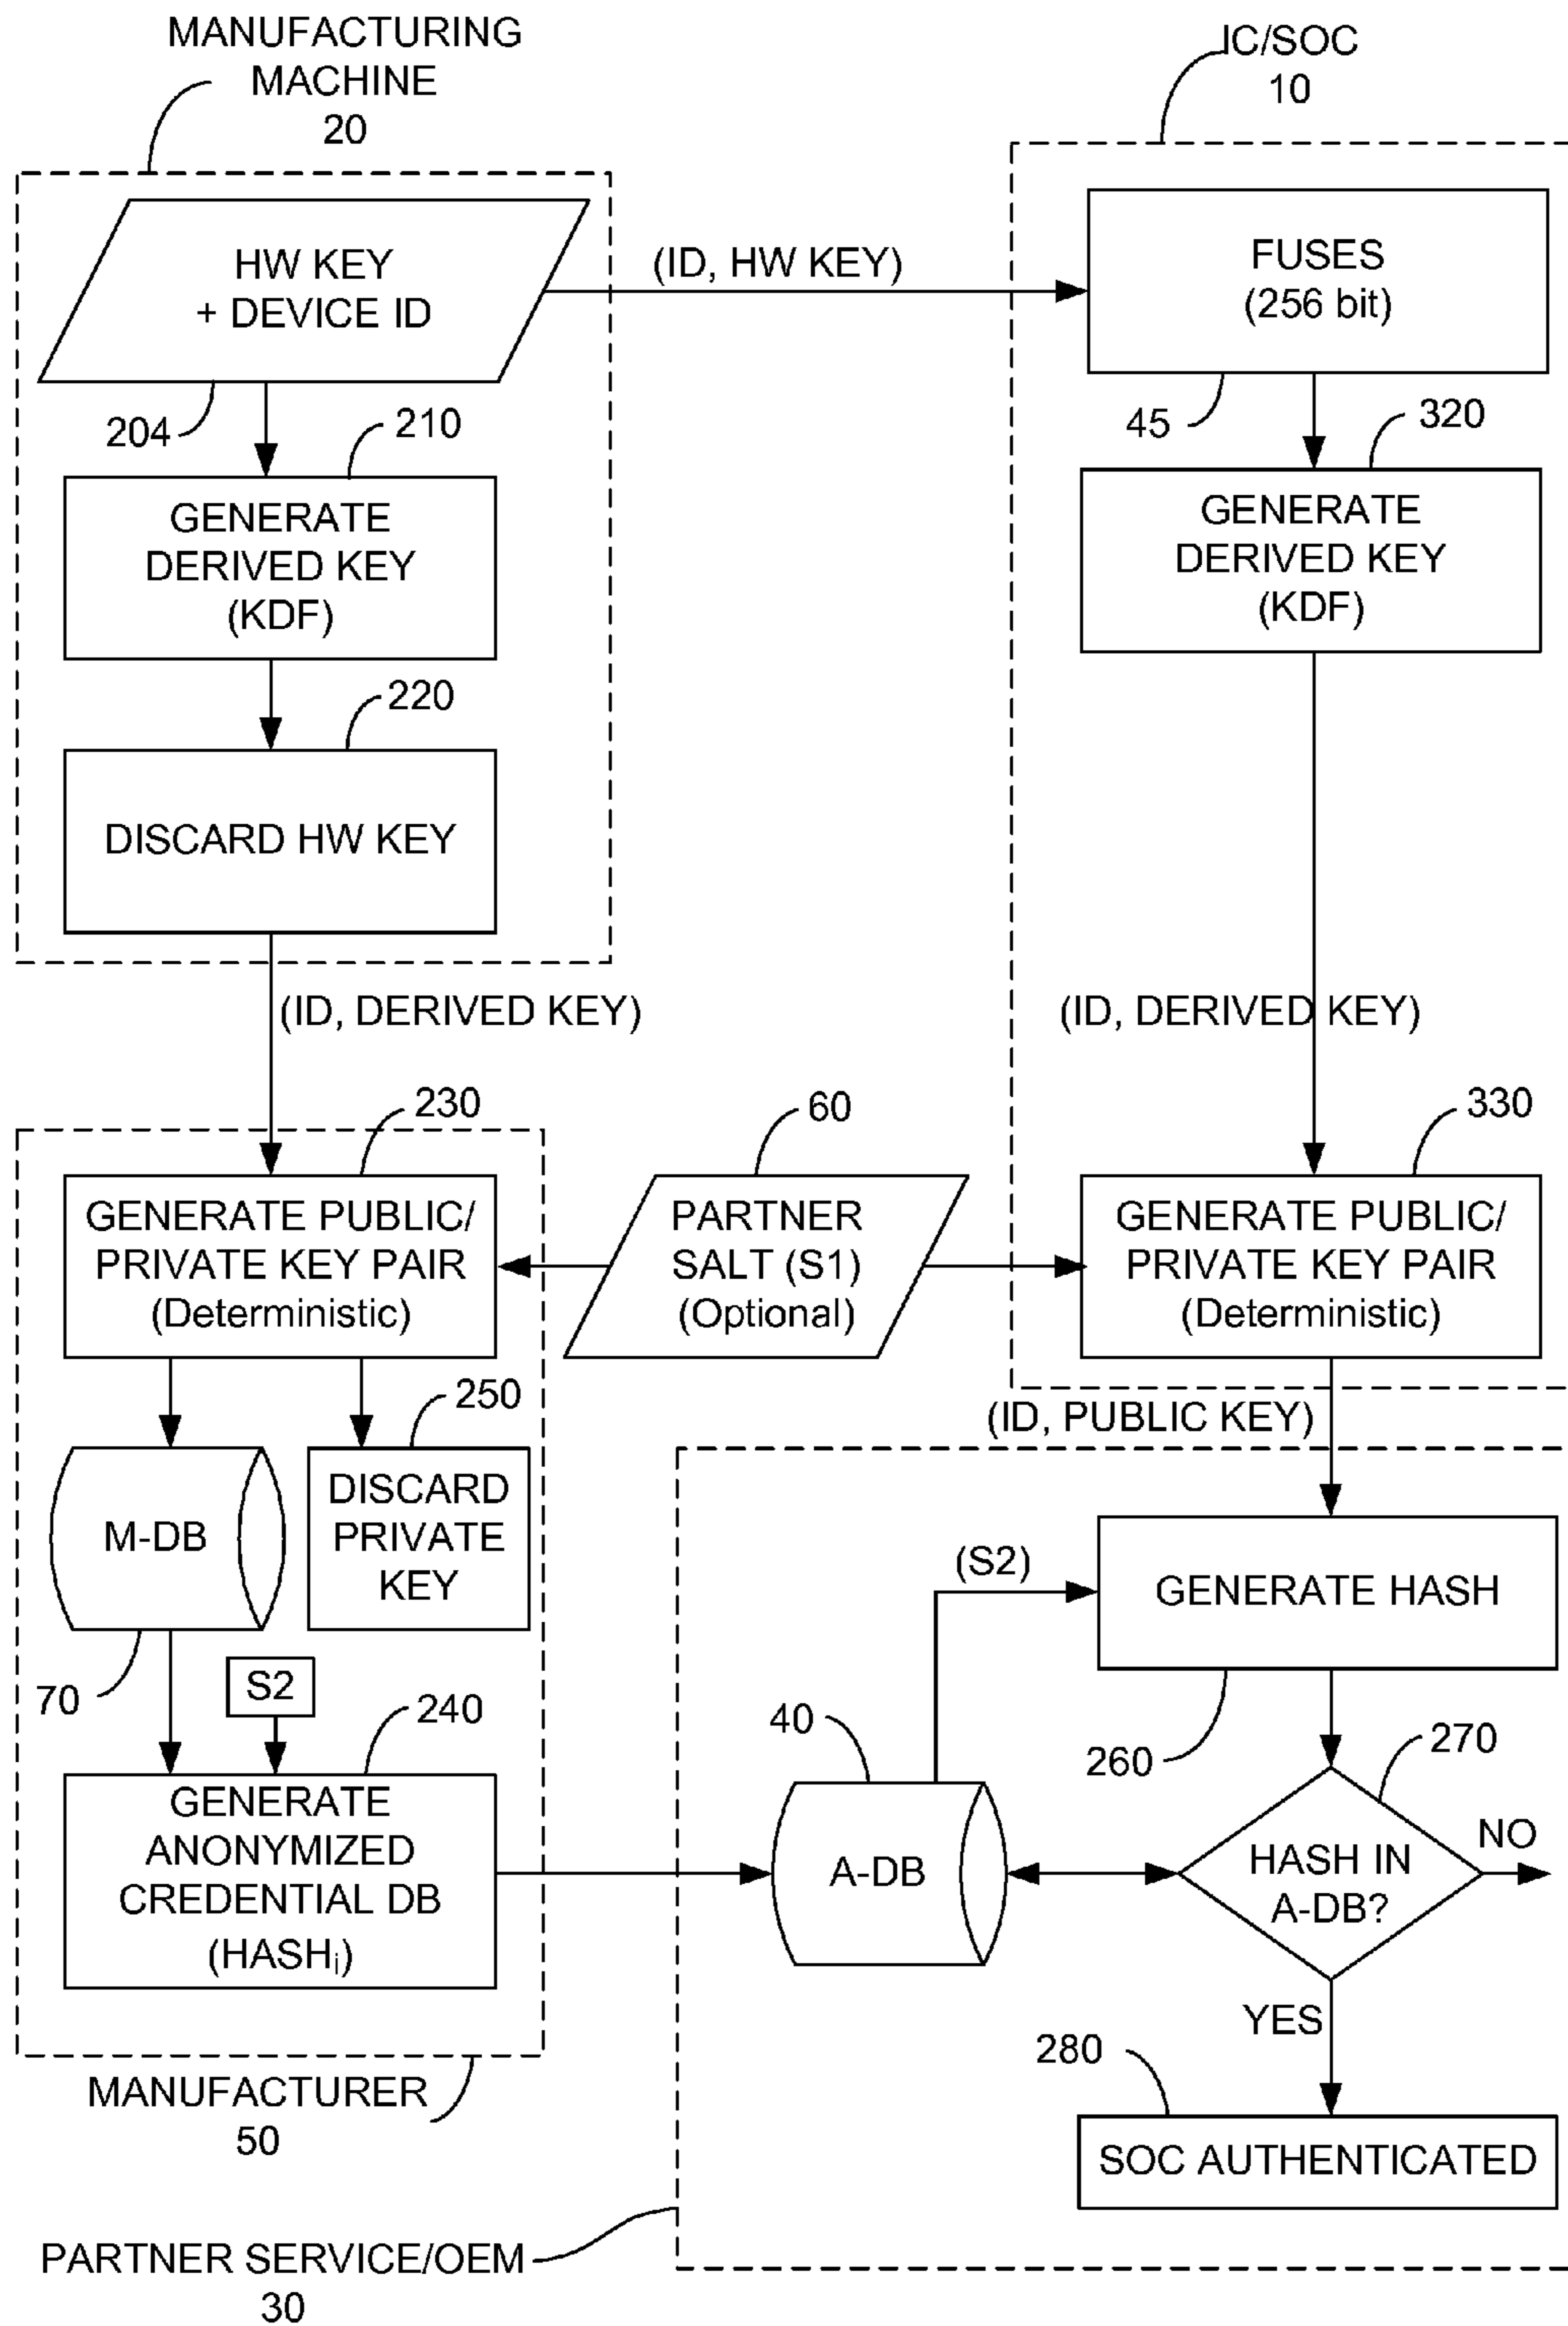 MANUFACTURING
MACHINE
20
IC/SOC
10
HW KEY
+ DEVICE ID
(ID, HW KEY)
FUSES
(256 bit)
204
210
45
320
GENERATE
DERIVED KEY
(KDF)
GENERATE
DERIVED KEY
(KDF)
220
DISCARD HW KEY
(ID, DERIVED KEY)
(ID, DERIVED KEY)
230
60
330
GENERATE PUBLIC/
PRIVATE KEY PAIR
(Deterministic)
PARTNER
SALT (S1)
(Optional)
GENERATE PUBLIC/
PRIVATE KEY PAIR
(Deterministic)
250
(ID, PUBLIC KEY)
M-DB
DISCARD
PRIVATE
KEY
(S2)
GENERATE HASH
70
S2
240
40
260
270
GENERATE
ANONYMIZED
CREDENTIAL DB
(HASHi)
A-DB
HASH IN
A-DB?
NO
YES
280
MANUFACTURER
50
SOC AUTHENTICATED
PARTNER SERVICE/OEM
30